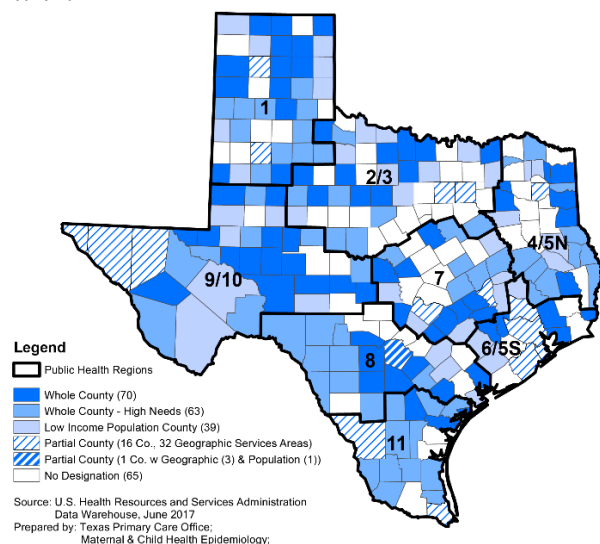 1
2/3
4/5N
9/10
7
6/5S
8
11
Legend
Public Health Regions
Whole County (70)
Whole County - High Needs (63)
Low Income Population County (39)
Partial County (16 Co., 32 Geographic Services Areas)
Partial County (1 Co. w Geographic (3) & Population (1))
No Designation (65)
Source: U.S. Health Resources and Services Administration
Data Warehouse, June 2017
Prepared by: Texas Primary Care Office;
Maternal & Child Health Epidemiology;